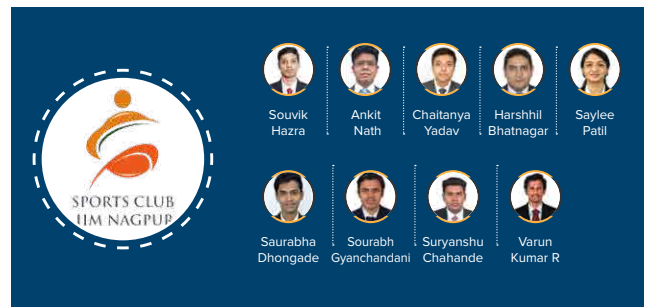 SPORTS CLUB
IIM NAGPUR
Souvik
Hazra
Ankit
Nath
Chaitanya
Yadav
Harshhil
Bhatnagar
Saylee
Patil
Saurabha
Dhongade
Sourabh
Gyanchandani
Suryanshu
Chahande
Varun
Kumar R